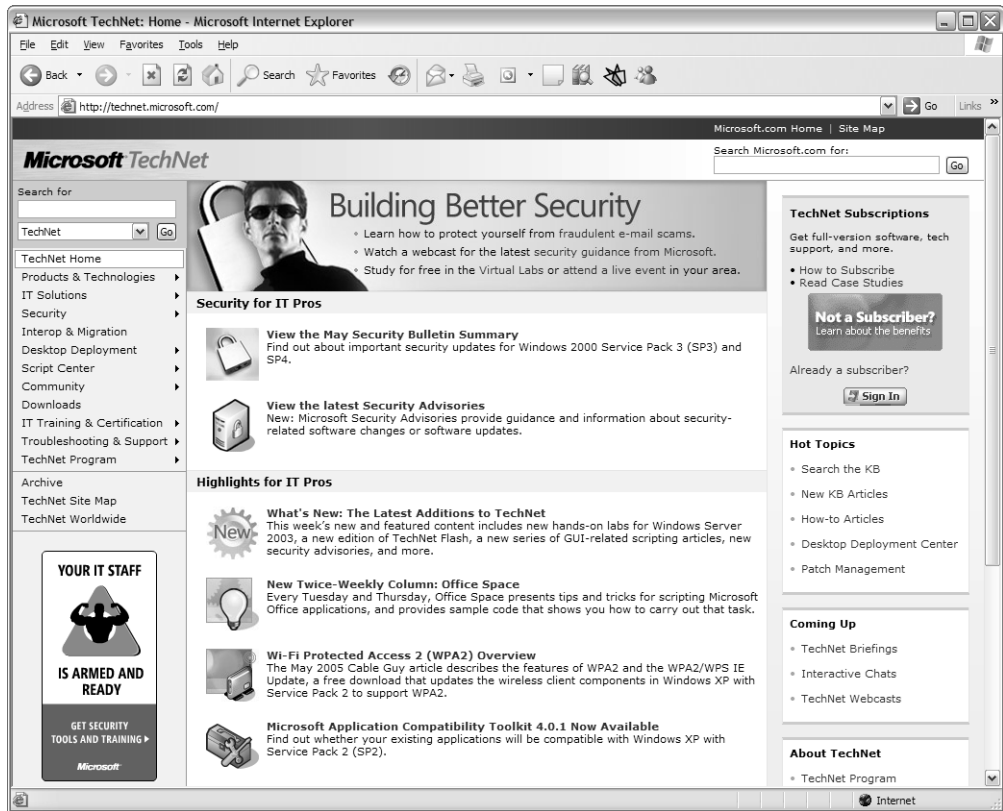 Microsoft TechNet: Home - Microsoft Internet Explorer
File Edit View Favorites Tools Help
Back Search Favorites
Address http://technet.microsoft.com/ Go Links »
Microsoft.com Home | Site Map
Microsoft TechNet
Search Microsoft.com for:
Go
Search for
TechNet Go
TechNet Home
Products & Technologies
IT Solutions
Security
Interop & Migration
Desktop Deployment
Script Center
Community
Downloads
IT Training & Certification
Troubleshooting & Support
TechNet Program
Archive
TechNet Site Map
TechNet Worldwide
YOUR IT STAFF
IS ARMED AND
READY
GET SECURITY
TOOLS AND TRAINING
Microsoft
Building Better Security
Learn how to protect yourself from fraudulent e-mail scams.
Watch a webcast for the latest security guidance from Microsoft.
Study for free in the Virtual Labs or attend a live event in your area.
Security for IT Pros
View the May Security Bulletin Summary
Find out about important security updates for Windows 2000 Service Pack 3 (SP3) and
SP4.
View the latest Security Advisories
New: Microsoft Security Advisories provide guidance and information about security-
related software changes or software updates.
Highlights for IT Pros
New
What's New: The Latest Additions to TechNet
This week's new and featured content includes new hands-on labs for Windows Server
2003, a new edition of TechNet Flash, a new series of GUI-related scripting articles, new
security advisories, and more.
New Twice-Weekly Column: Office Space
Every Tuesday and Thursday, Office Space presents tips and tricks for scripting Microsoft
Office applications, and provides sample code that shows you how to carry out that task.
Wi-Fi Protected Access 2 (WPA2) Overview
The May 2005 Cable Guy article describes the features of WPA2 and the WPA2/WPS IE
Update, a free download that updates the wireless client components in Windows XP with
Service Pack 2 to support WPA2.
Microsoft Application Compatibility Toolkit 4.0.1 Now Available
Find out whether your existing applications will be compatible with Windows XP with
Service Pack 2 (SP2).
TechNet Subscriptions
Get full-version software, tech
support, and more.
• How to Subscribe
• Read Case Studies
Not a Subscriber?
Learn about the benefits
Already a subscriber?
Sign In
Hot Topics
Search the KB
New KB Articles
How-to Articles
Desktop Deployment Center
Patch Management
Coming Up
TechNet Briefings
Interactive Chats
TechNet Webcasts
About TechNet
TechNet Program
Internet